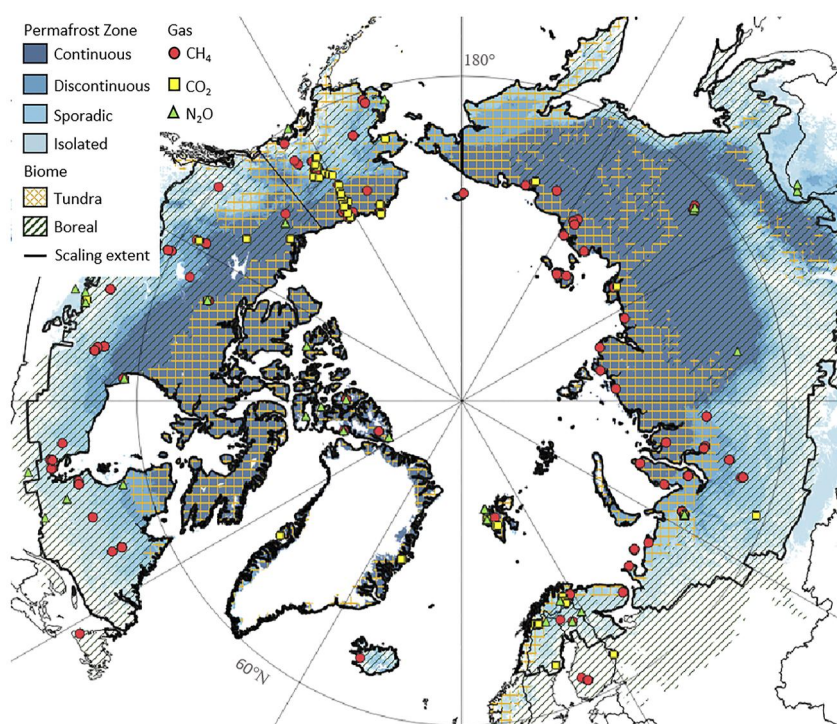 Permafrost Zone
Continuous
Discontinuous
Sporadic
Isolated
Biome
Tundra
Boreal
Scaling extent
Gas
CH₄
CO₂
N₂O
180°
60°N